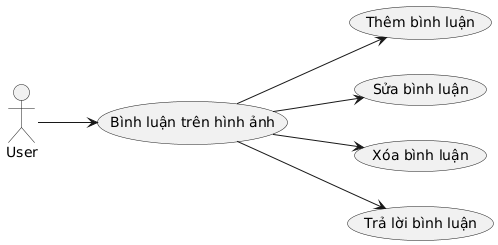 Thêm bình luận
Sửa bình luận
Bình luận trên hình ảnh
User
Xóa bình luận
Trả lời bình luận